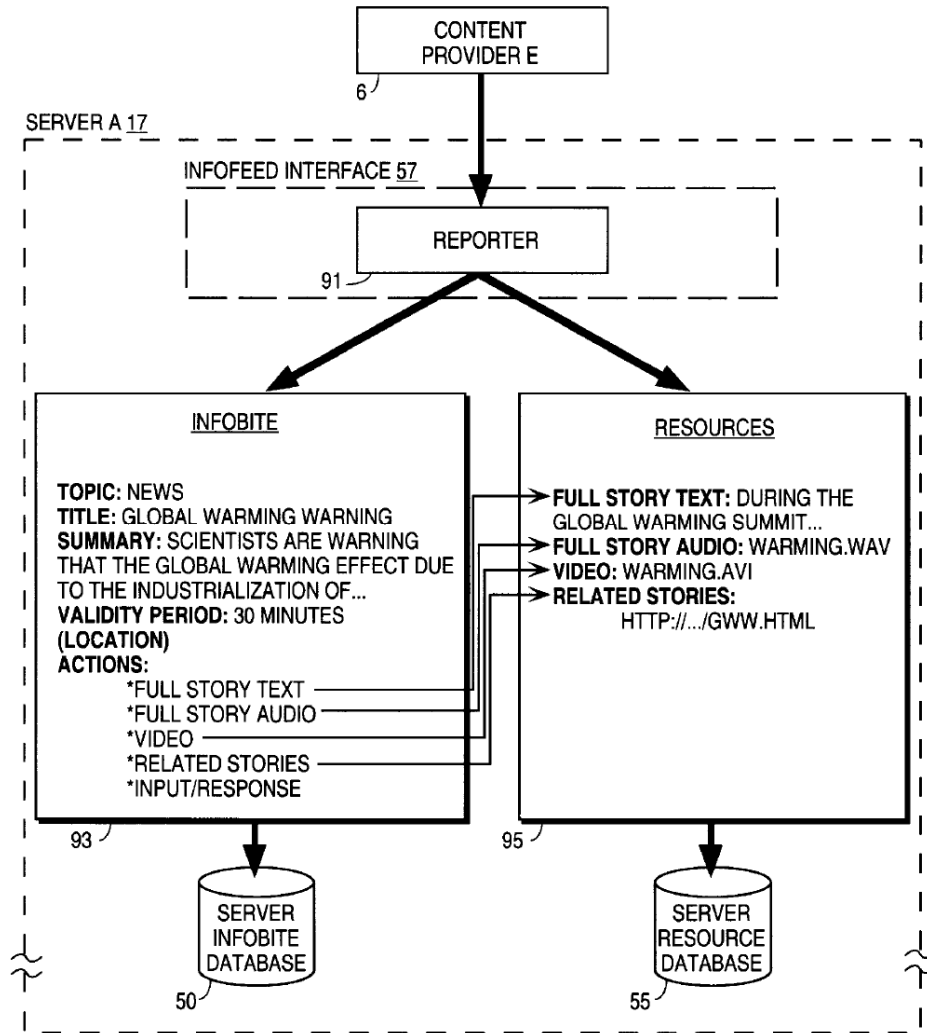 CONTENT
PROVIDER E
6
SERVER A 17
INFOFEED INTERFACE 57
REPORTER
91
INFOBITE
TOPIC: NEWS
TITLE: GLOBAL WARMING WARNING
SUMMARY: SCIENTISTS ARE WARNING
THAT THE GLOBAL WARMING EFFECT DUE
TO THE INDUSTRIALIZATION OF...
VALIDITY PERIOD: 30 MINUTES
(LOCATION)
ACTIONS:
*FULL STORY TEXT
*FULL STORY AUDIO
*VIDEO
*RELATED STORIES
*INPUT/RESPONSE
93
RESOURCES
FULL STORY TEXT: DURING THE
GLOBAL WARMING SUMMIT...
FULL STORY AUDIO: WARMING.WAV
VIDEO: WARMING.AVI
RELATED STORIES:
HTTP://.../GWW.HTML
95
SERVER
INFOBITE
DATABASE
50
SERVER
RESOURCE
DATABASE
55